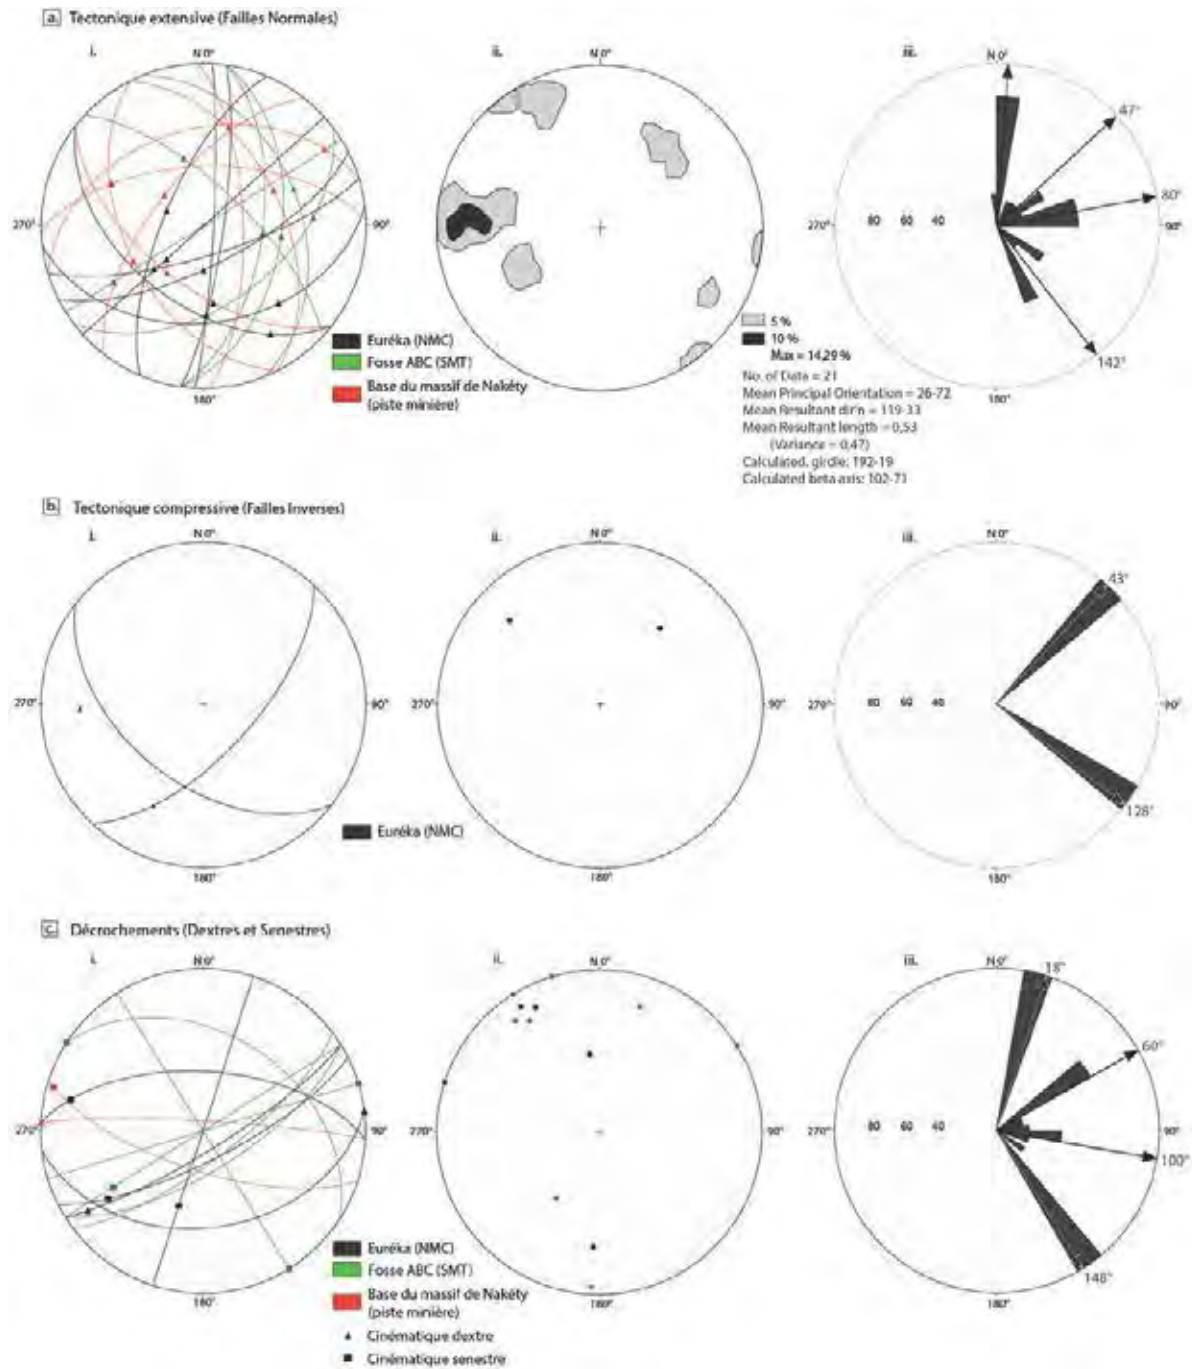 a. Tectonique extensive (Failles Normales)
i.
ii.
iii.
N 0°
N 0°
N 0°
47°
80°
270°
90°
270°
80 60 40
270°
90°
142°
180°
180°
Euréka (NMC)
Fosse ABC (SMT)
Base du massif de Nakéty
(piste minière)
5 %
10 %
Max = 14,29 %
No. of Data = 21
Mean Principal Orientation = 26-72
Mean Resultant dir'n = 119-33
Mean Resultant length = 0,53
(Variance = 0,47)
Calculated. girdle: 192-19
Calculated beta axis: 102-71
b. Tectonique compressive (Failles Inverses)
i.
ii.
iii.
N 0°
N 0°
N 0°
43°
270°
90°
270°
90°
270°
80 60 40
90°
128°
180°
180°
180°
Euréka (NMC)
c. Décrochements (Dextres et Senestres)
i.
ii.
iii.
N 0°
N 0°
N 0°
18°
60°
270°
90°
270°
90°
270°
80 60 40
90°
100°
148°
180°
180°
180°
Euréka (NMC)
Fosse ABC (SMT)
Base du massif de Nakéty
(piste minière)
Cinématique dextre
Cinématique senestre